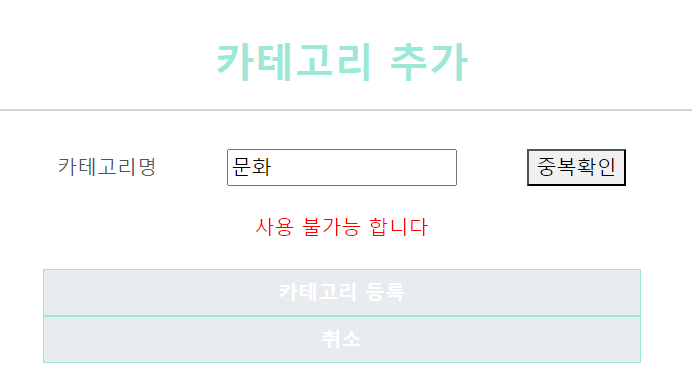 카테고리 추가
카테고리명 문화 중복확인
사용 불가능 합니다
카테고리 등록
취소